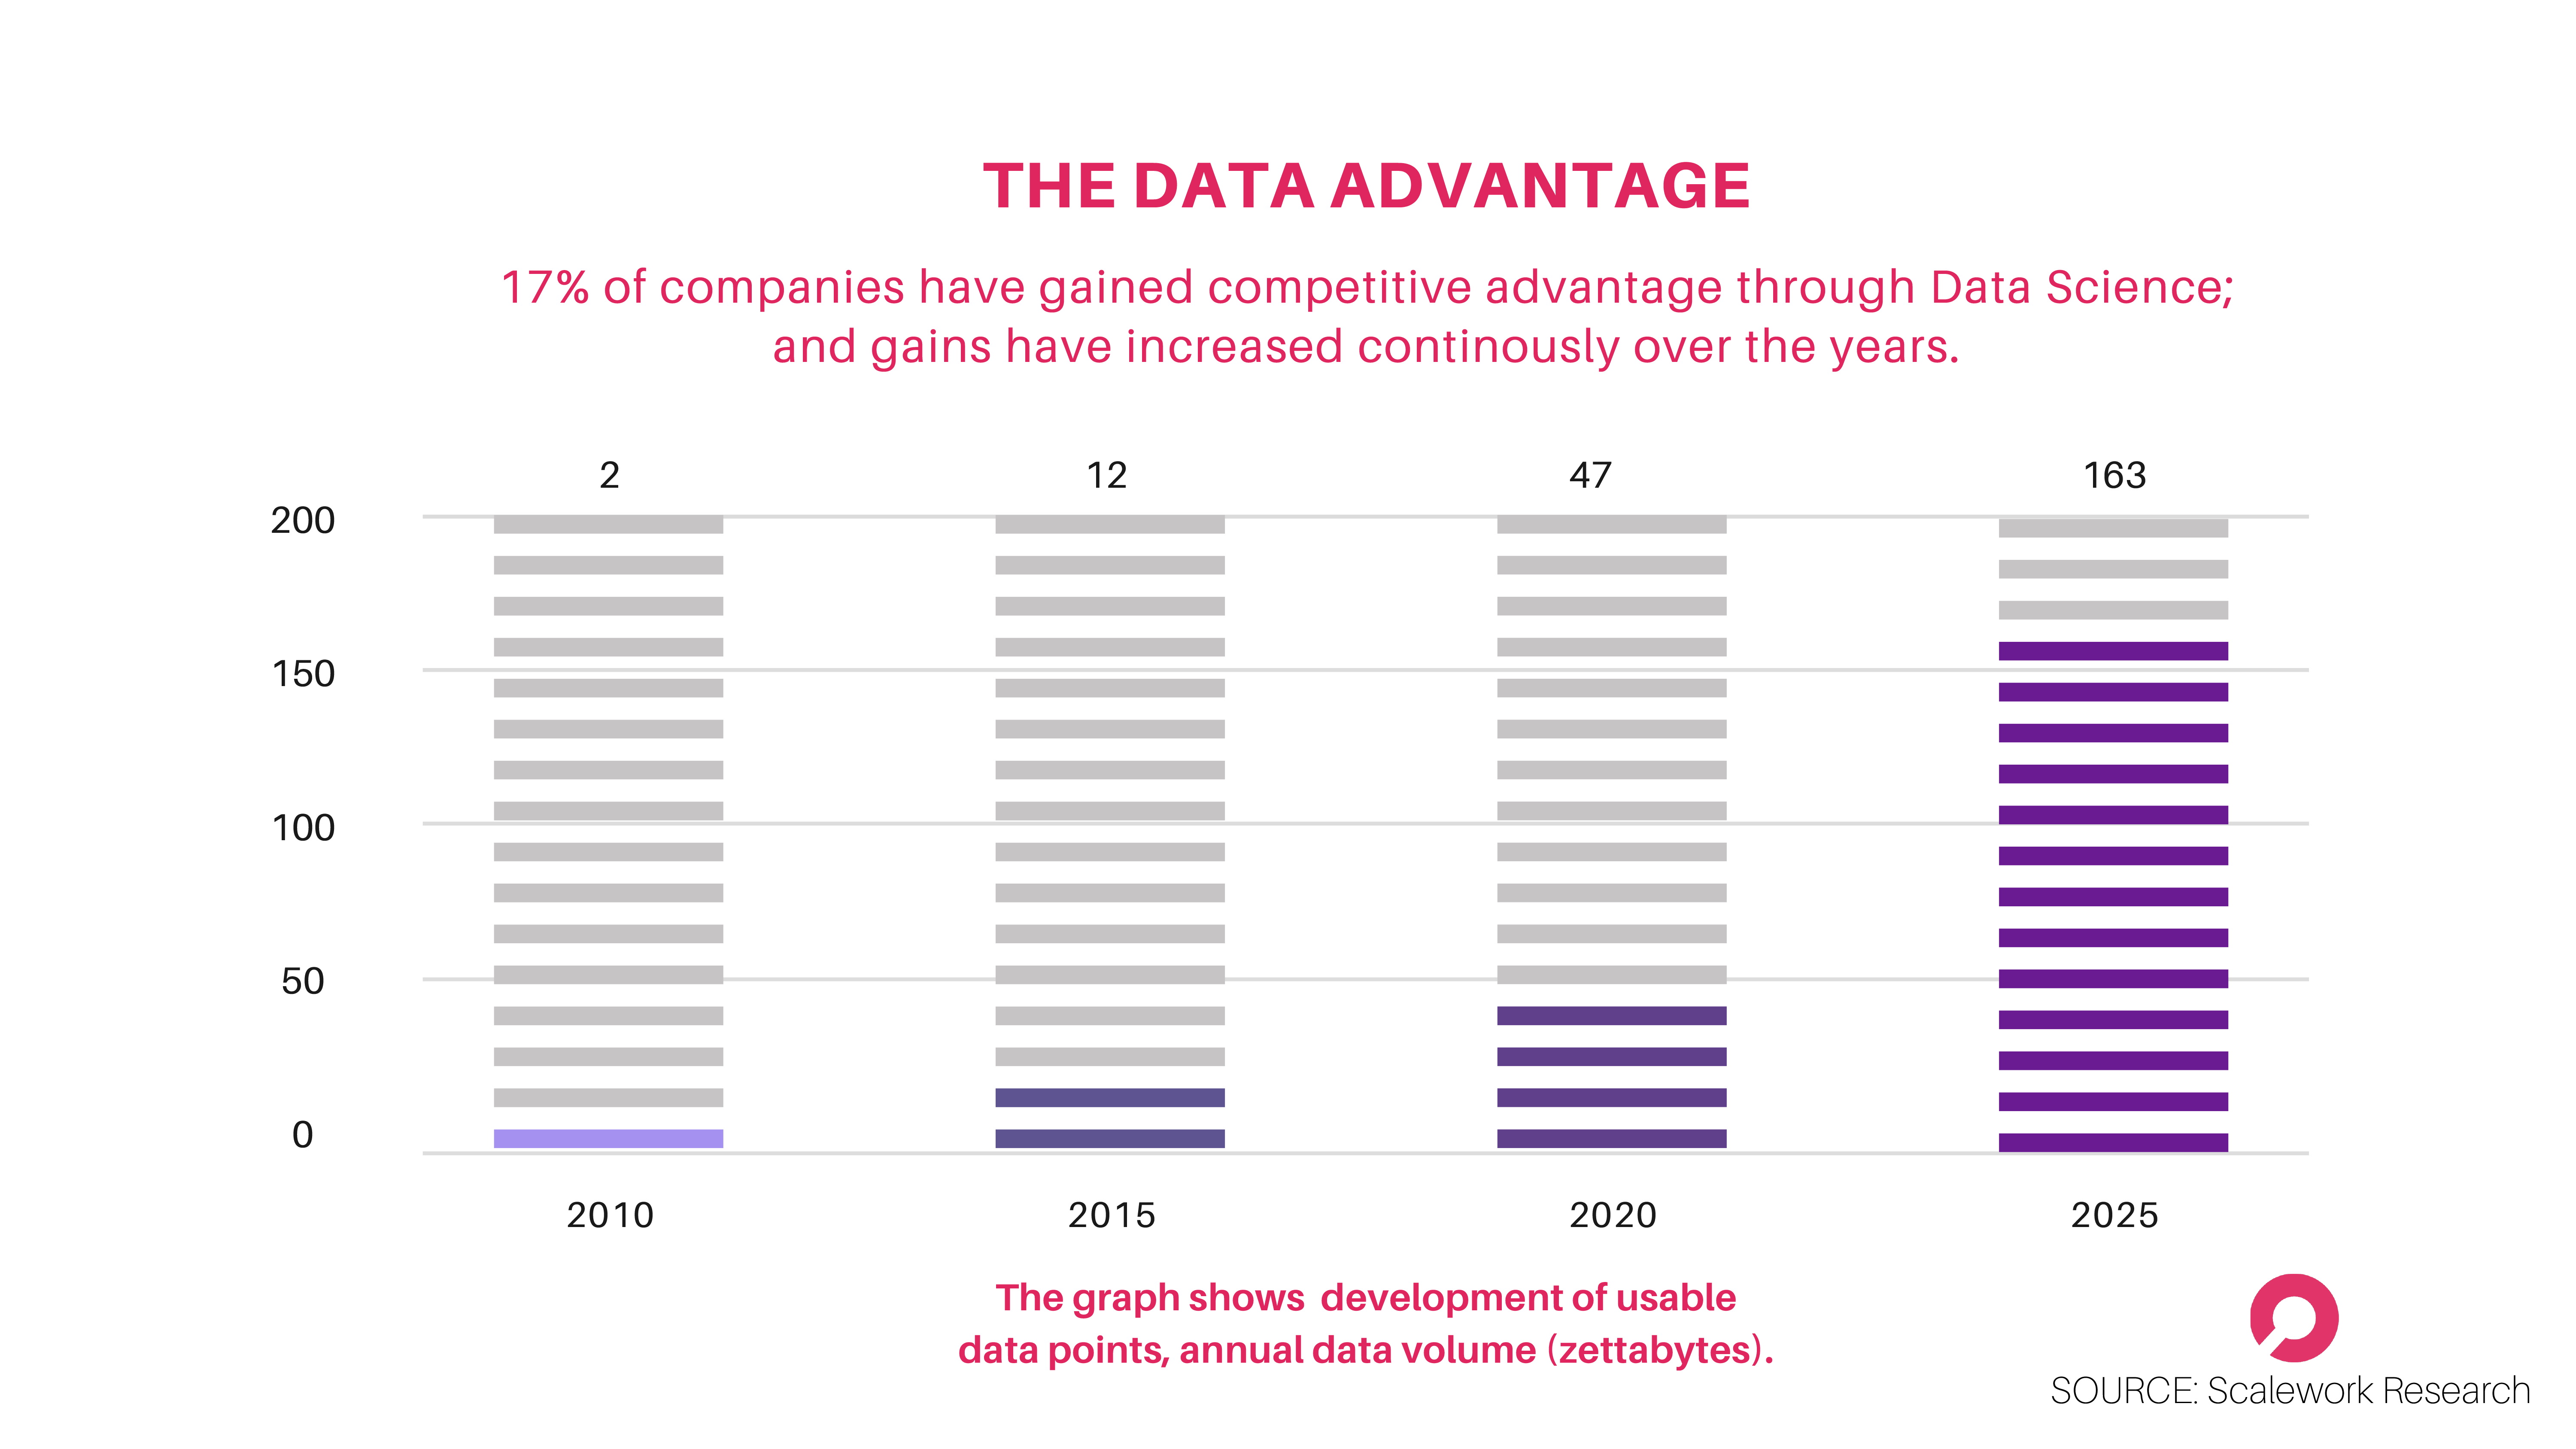 THE DATA ADVANTAGE
17% of companies have gained competitive advantage through Data Science;
and gains have increased continously over the years.
2 12 47 163
200
150
100
50
0
2010 2015 2020 2025
The graph shows development of usable
data points, annual data volume (zettabytes).
SOURCE: Scalework Research